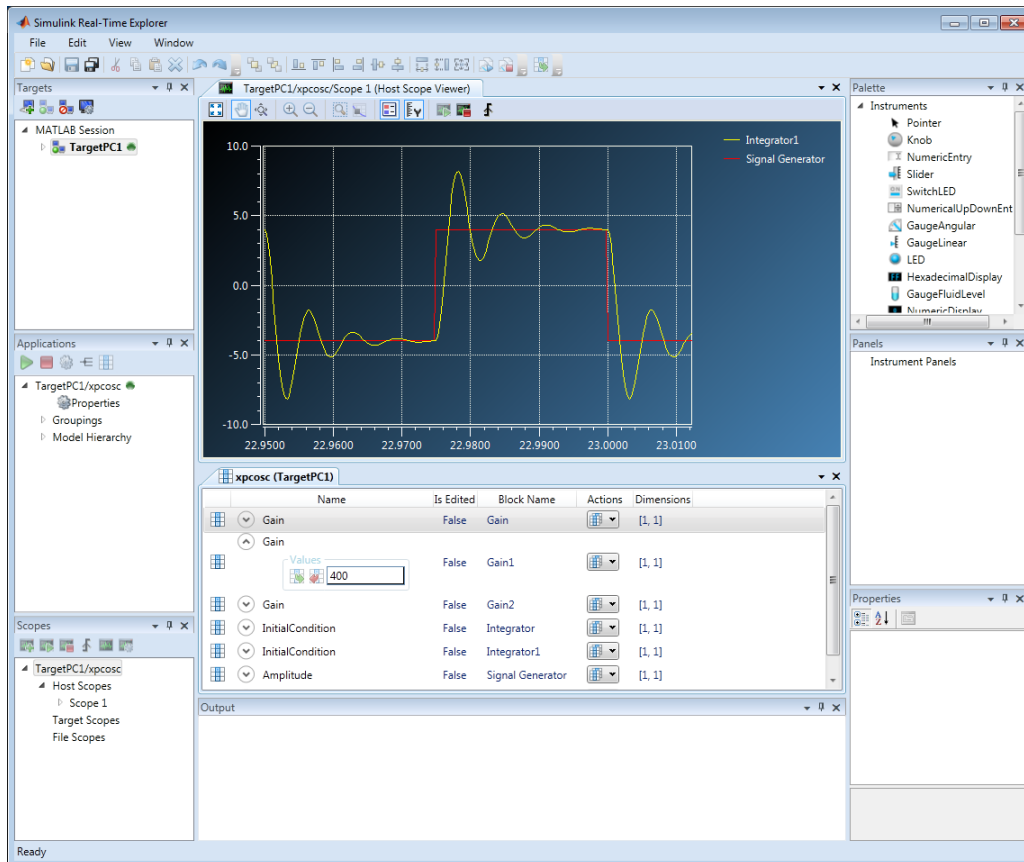 Simulink Real-Time Explorer
File Edit View Window
Targets
MATLAB Session
TargetPC1
TargetPC1/xpcosc/Scope 1 (Host Scope Viewer)
10.0
5.0
0.0
-5.0
-10.0
22.9500 22.9600 22.9700 22.9800 22.9900 23.0000 23.0100
Integrator1
Signal Generator
Palette
Instruments
Pointer
Knob
NumericEntry
Slider
SwitchLED
NumericalUpDownEnt
GaugeAngular
GaugeLinear
LED
HexadecimalDisplay
GaugeFluidLevel
NumericDisplay
Applications
TargetPC1/xpcosc
Properties
Groupings
Model Hierarchy
Panels
Instrument Panels
xpcosc (TargetPC1)
Name Is Edited Block Name Actions Dimensions
Gain False Gain [1, 1]
Gain
Values
400
False Gain1 [1, 1]
Gain False Gain2 [1, 1]
InitialCondition False Integrator [1, 1]
InitialCondition False Integrator1 [1, 1]
Amplitude False Signal Generator [1, 1]
Properties
Scopes
TargetPC1/xpcosc
Host Scopes
Scope 1
Target Scopes
File Scopes
Output
Ready